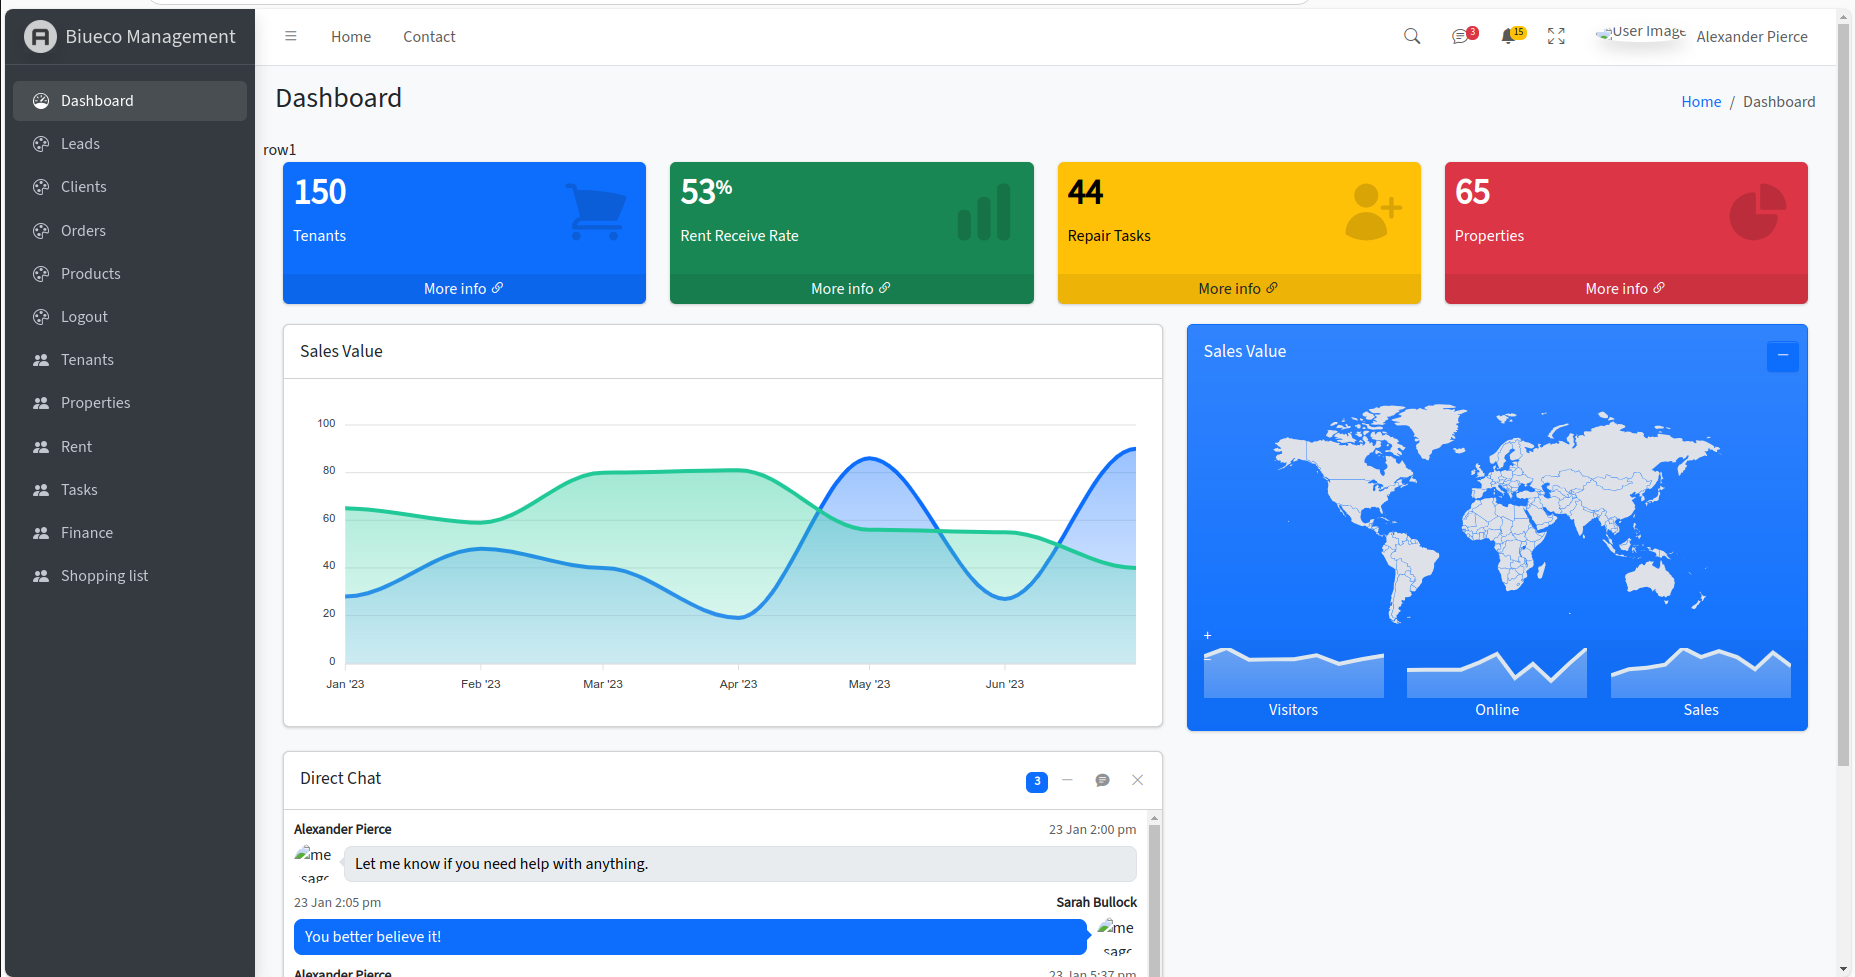 Biueco Management
Home
Contact
3
15
User Image
Alexander Pierce
Dashboard
Leads
Clients
Orders
Products
Logout
Tenants
Properties
Rent
Tasks
Finance
Shopping list
Dashboard
Home / Dashboard
row1
150
Tenants
More info
53%
Rent Receive Rate
More info
44
Repair Tasks
More info
65
Properties
More info
Sales Value
100
80
60
40
20
0
Jan '23
Feb '23
Mar '23
Apr '23
May '23
Jun '23
Sales Value
+
−
Visitors
Online
Sales
Direct Chat
3
Alexander Pierce
23 Jan 2:00 pm
me
sage
Let me know if you need help with anything.
23 Jan 2:05 pm
Sarah Bullock
You better believe it!
me
sage
Alexander Pierce
23 Jan 5:37 pm